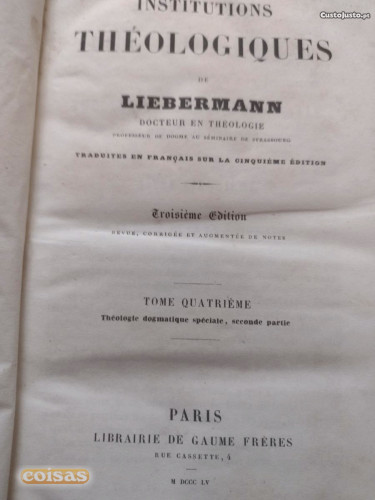 INSTITUTIONS
THÉOLOGIQUES
DE
LIEBERMANN
DOCTEUR EN THÉOLOGIE
PROFESSEUR DE DOGME AU SÉMINAIRE DE STRASBOURG
TRADUITES EN FRANÇAIS SUR LA CINQUIÈME ÉDITION
Troisième Édition
REVUE, CORRIGÉE ET AUGMENTÉE DE NOTES
TOME QUATRIÈME
Théologie dogmatique spéciale, seconde partie
PARIS
LIBRAIRIE DE GAUME FRÈRES
RUE CASSETTE, 4
M DCCC LV
coisas
CustoJusto.pt